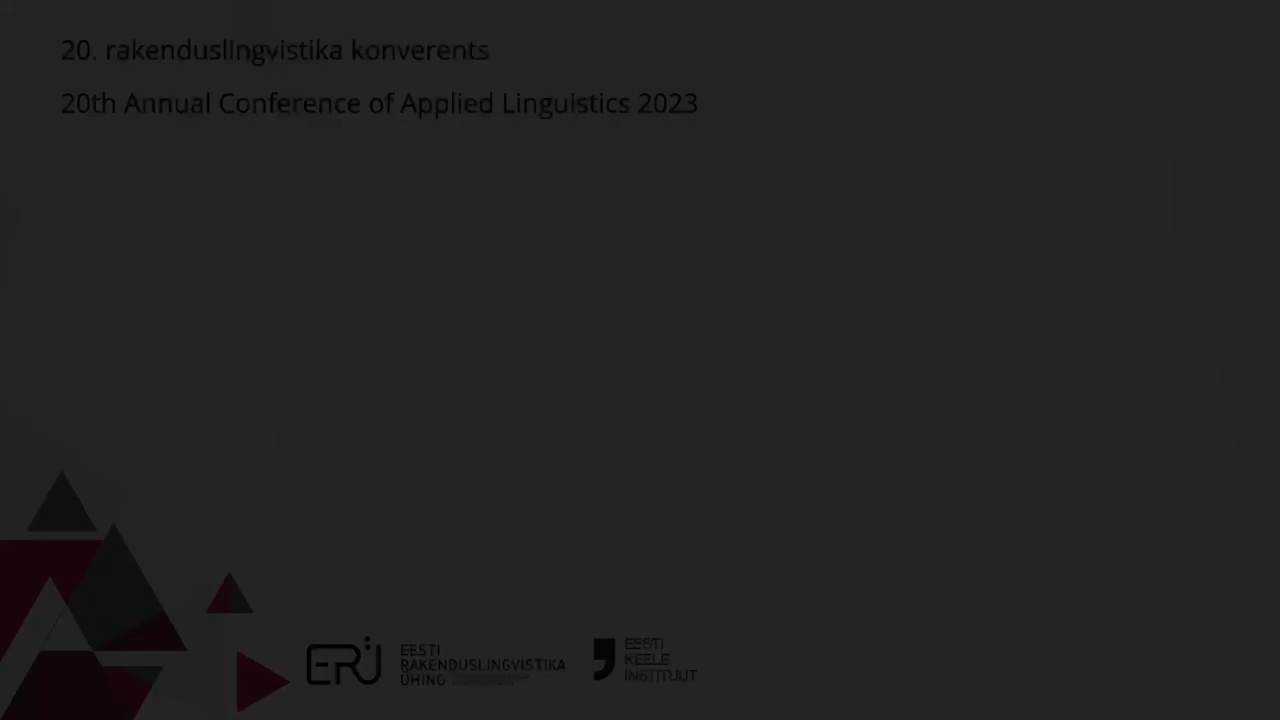 20. rakenduslingvistika konverents
20th Annual Conference of Applied Linguistics 2023
ERÜ
EESTI
RAKENDUSLINGVISTIKA
ÜHING
EESTI
KEELE
INSTITUUT